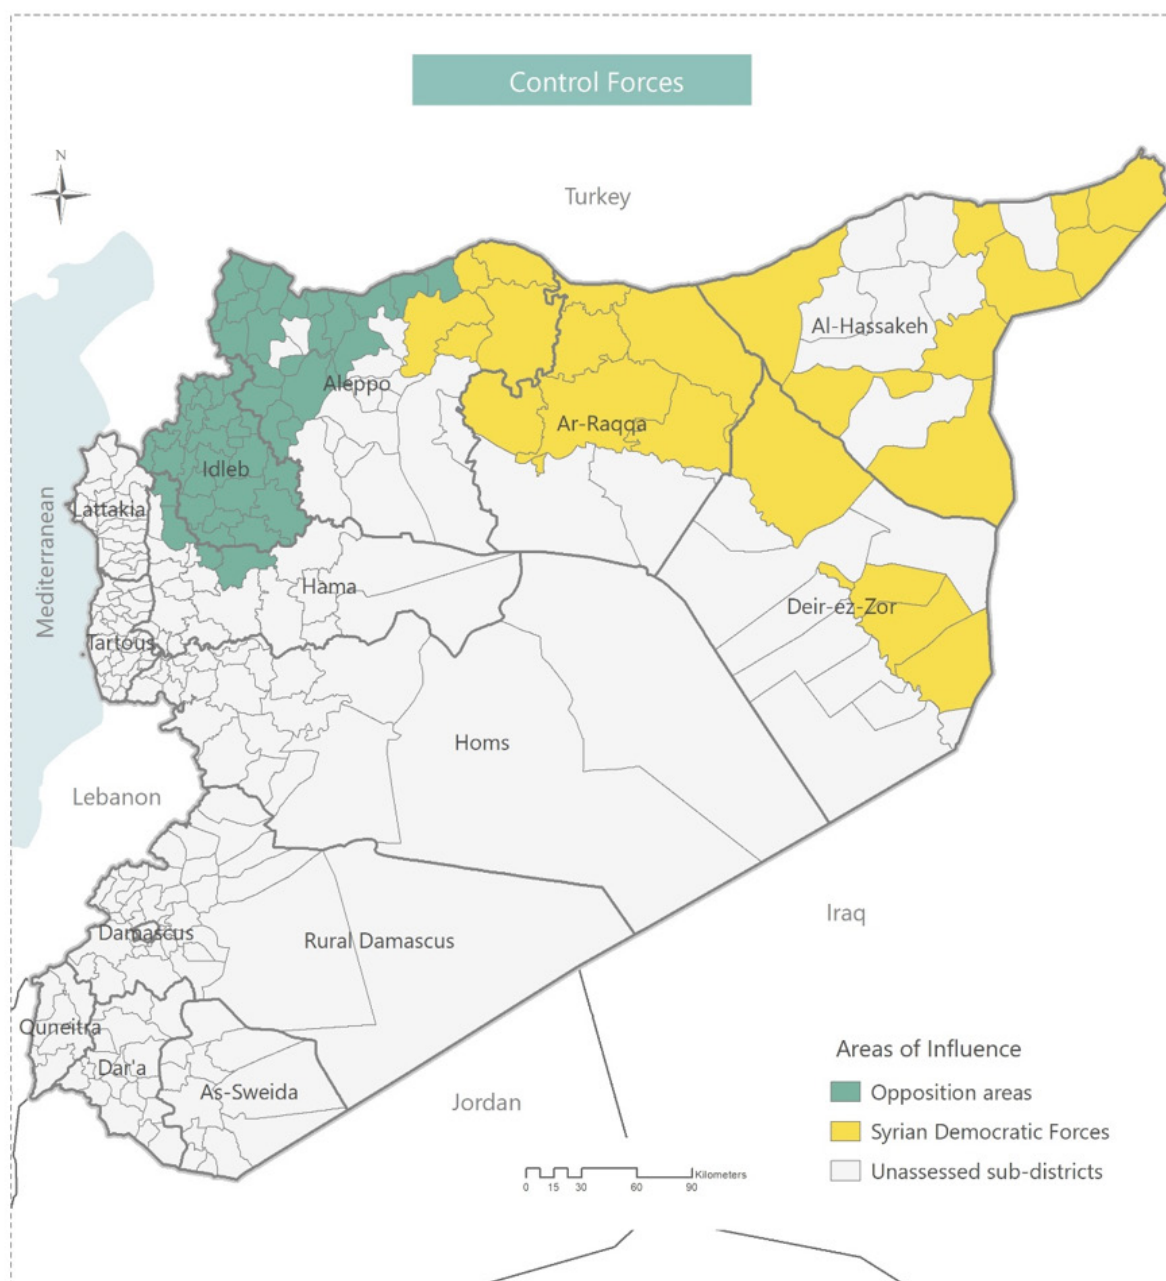 Control Forces
N
Turkey
Al-Hassakeh
Aleppo
Ar-Raqqa
Idleb
Lattakia
Mediterranean
Hama
Deir-ez-Zor
Tartous
Homs
Lebanon
Iraq
Damascus
Rural Damascus
Quneitra
Dar'a
As-Sweida
Jordan
Areas of Influence
Opposition areas
Syrian Democratic Forces
Unassessed sub-districts
Kilometers
0 15 30 60 90